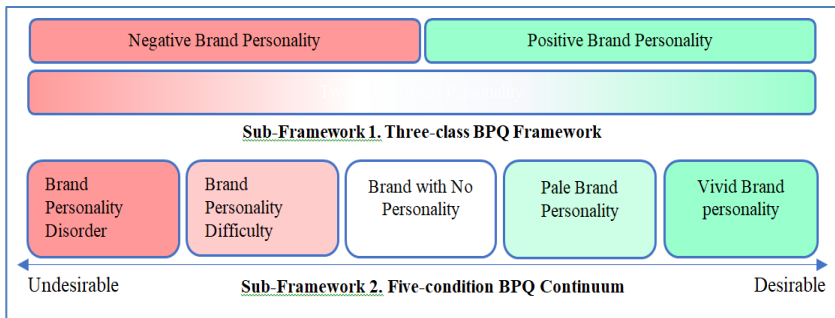 Negative Brand Personality
Positive Brand Personality
Sub-Framework 1. Three-class BPQ Framework
Brand
Personality
Disorder
Brand
Personality
Difficulty
Brand with No
Personality
Pale Brand
Personality
Vivid Brand
personality
Undesirable
Sub-Framework 2. Five-condition BPQ Continuum
Desirable